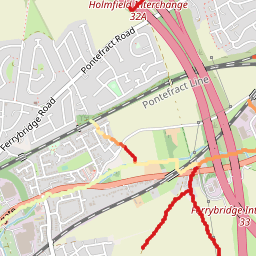 Holmfield Interchange
32A
Pontefract Road
Pontefract Line
Ferrybridge Road
Ferrybridge Int
33